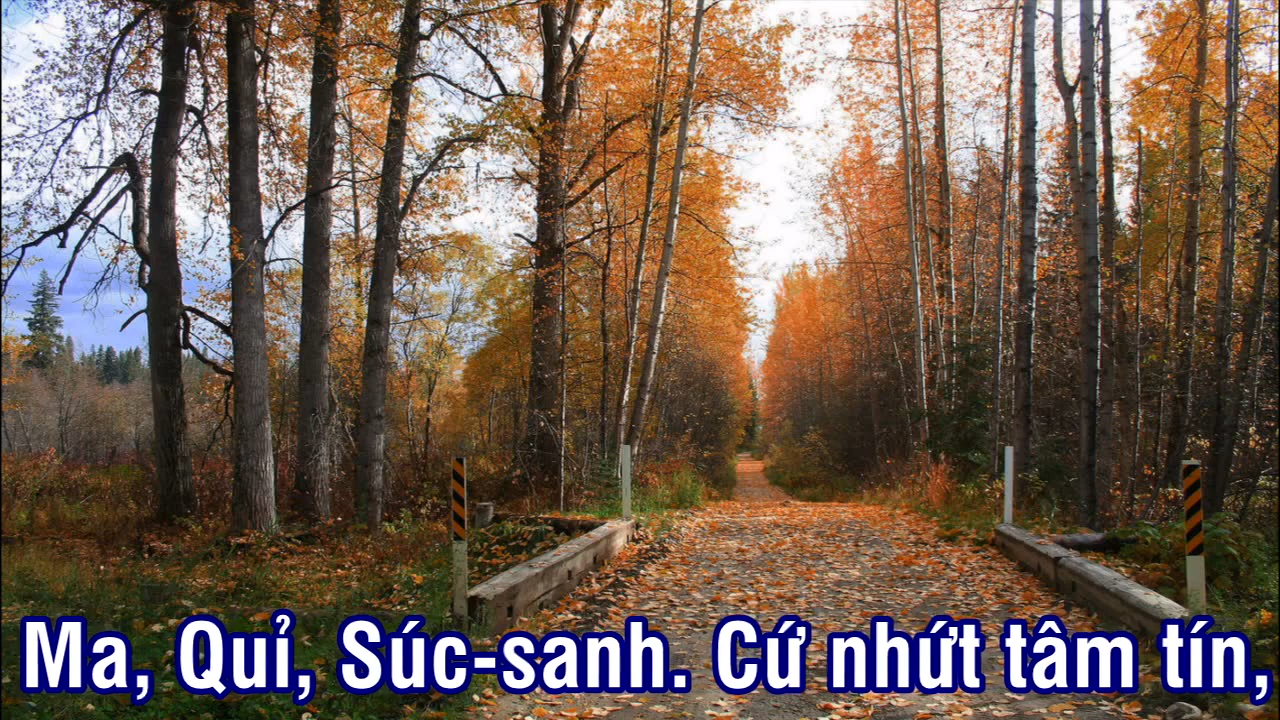 Ma, Quỉ, Súc-sanh. Cứ nhứt tâm tín,